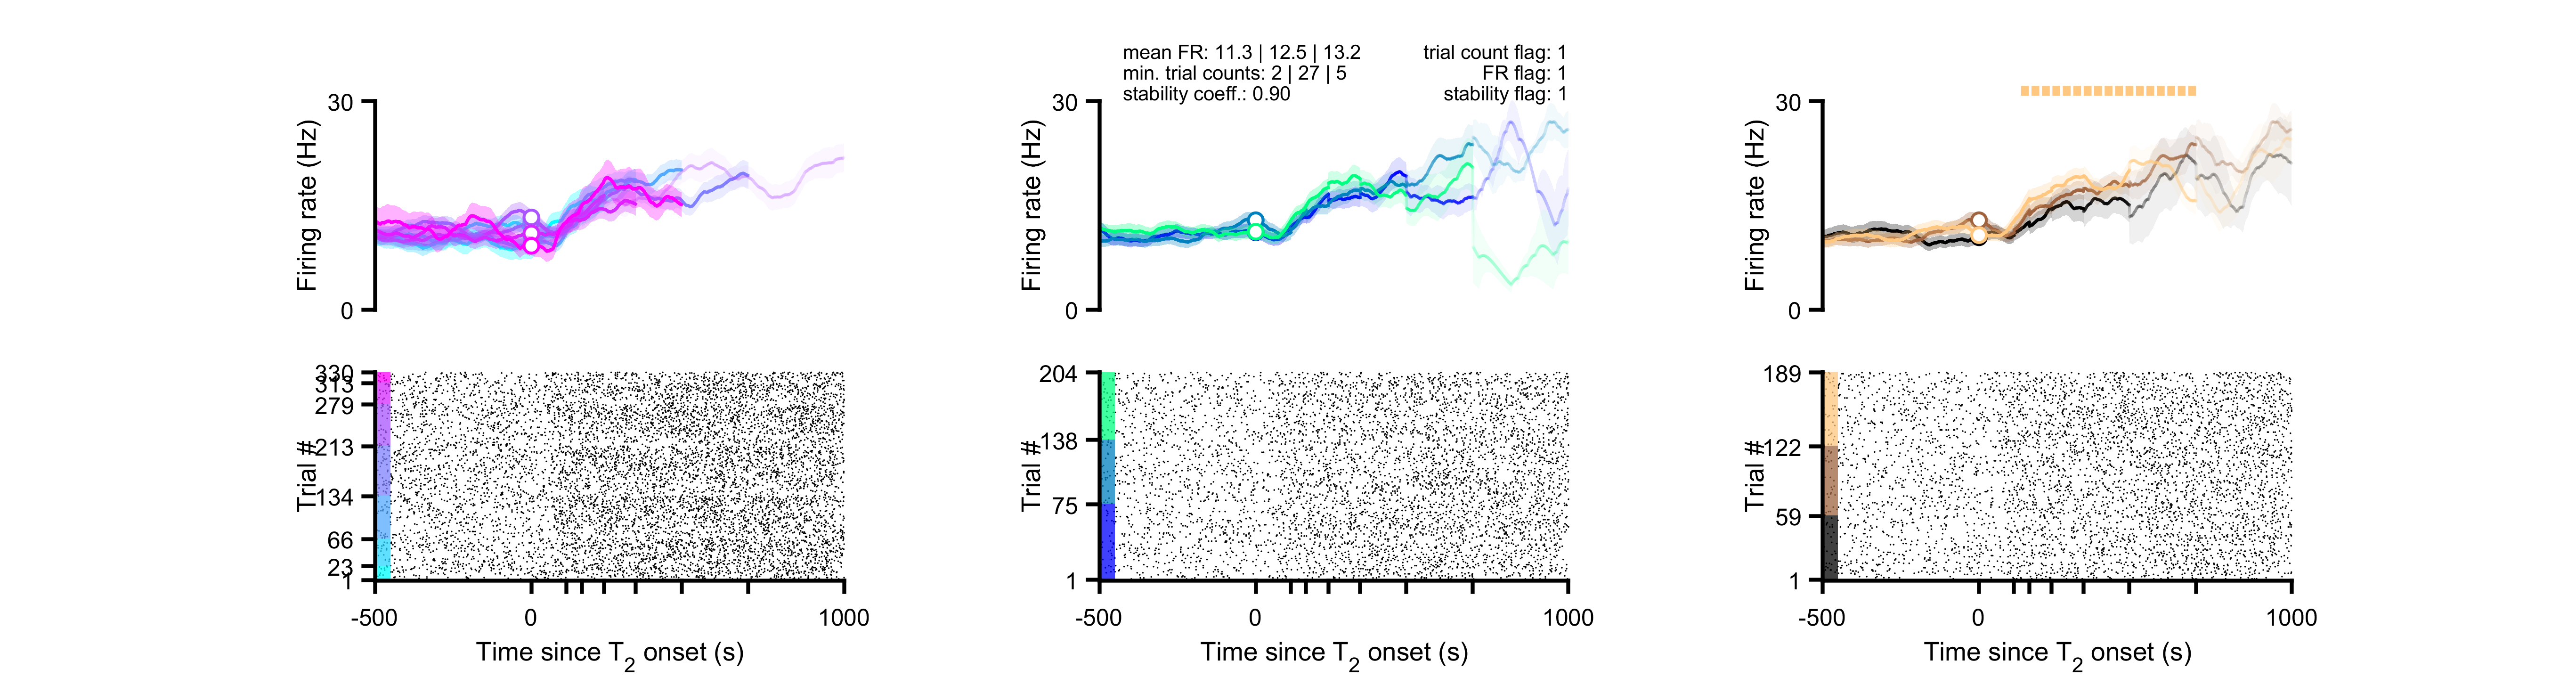 mean FR: 11.3 | 12.5 | 13.2
min. trial counts: 2 | 27 | 5
stability coeff.: 0.90
trial count flag: 1
FR flag: 1
stability flag: 1
30
Firing rate (Hz)
0
30
Firing rate (Hz)
0
30
Firing rate (Hz)
0
330
313
279
213
134
66
23
1
Trial #
-500
0
1000
Time since T2 onset (s)
204
138
75
1
Trial #
-500
0
1000
Time since T2 onset (s)
189
122
59
1
Trial #
-500
0
1000
Time since T2 onset (s)